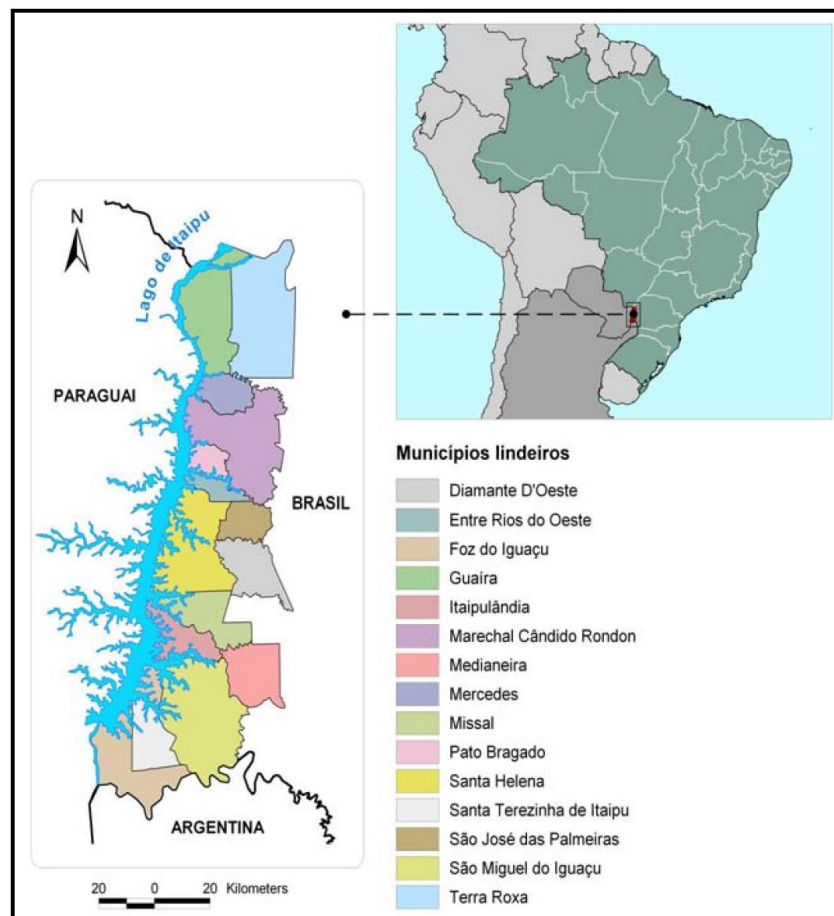 N
Lago de Itaipu
PARAGUAI
BRASIL
ARGENTINA
20 0 20 Kilometers
Municípios lindeiros
Diamante D'Oeste
Entre Rios do Oeste
Foz do Iguaçu
Guaíra
Itaipulândia
Marechal Cândido Rondon
Medianeira
Mercedes
Missal
Pato Bragado
Santa Helena
Santa Terezinha de Itaipu
São José das Palmeiras
São Miguel do Iguaçu
Terra Roxa